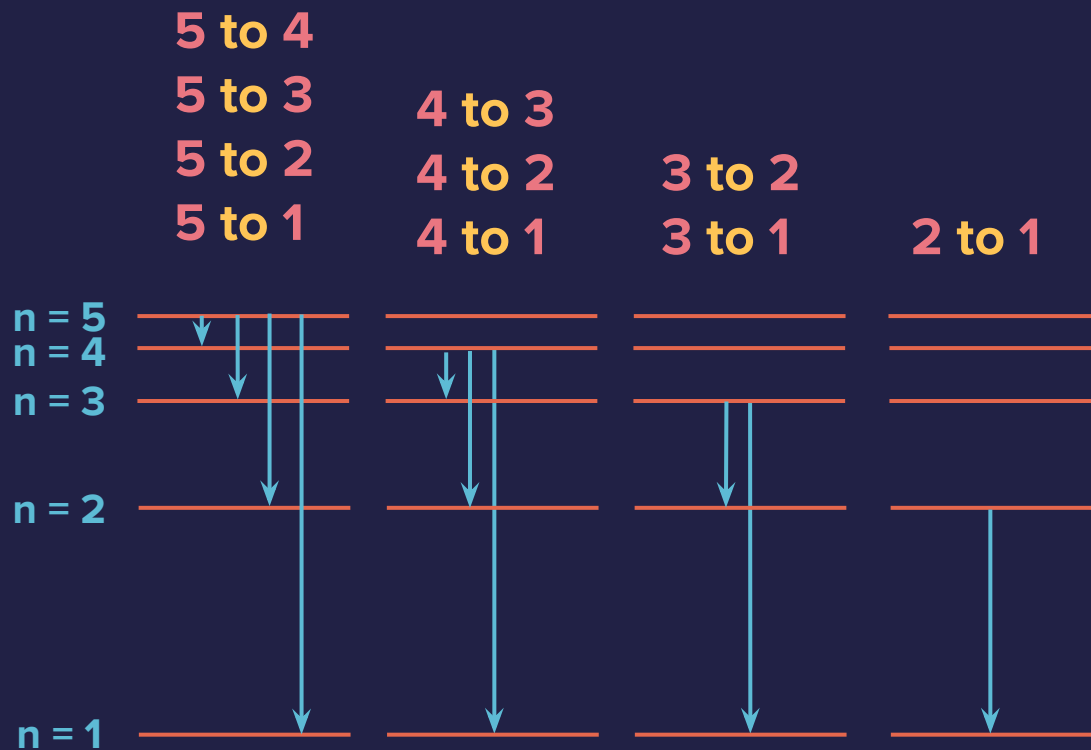 5 to 4
5 to 3
5 to 2
5 to 1
4 to 3
4 to 2
4 to 1
3 to 2
3 to 1
2 to 1
n = 5
n = 4
n = 3
n = 2
n = 1